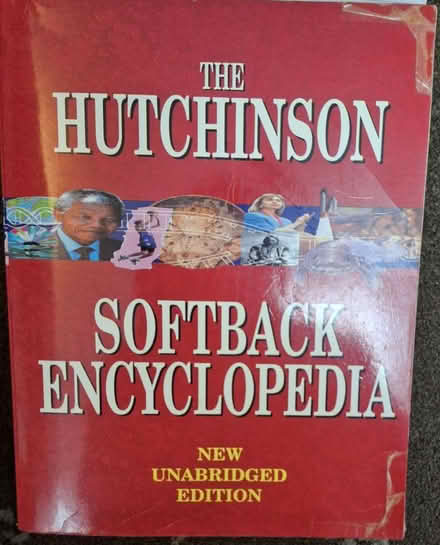 THE
HUTCHINSON
SOFTBACK
ENCYCLOPEDIA
NEW
UNABRIDGED
EDITION